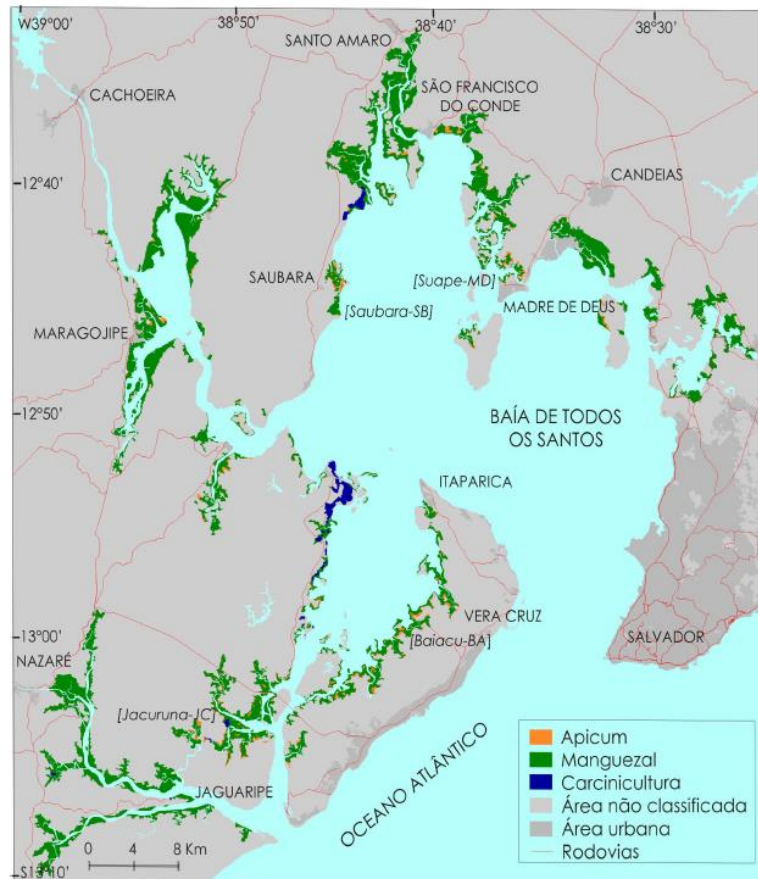 W39°00'
38°50'
38°40'
38°30'
SANTO AMARO
SÃO FRANCISCO
DO CONDE
CACHOEIRA
CANDEIAS
12°40'
SAUBARA
[Suape-MD]
[Saubara-SB]
MADRE DE DEUS
MARAGOJIPE
12°50'
BAÍA DE TODOS
OS SANTOS
ITAPARICA
VERA CRUZ
13°00'
[Baiacu-BA]
SALVADOR
NAZARÉ
[Jacuruna-JC]
JAGUARIPE
OCEANO ATLÂNTICO
0 4 8 Km
S13°10'
Apicum
Manguezal
Carcinicultura
Área não classificada
Área urbana
Rodovias